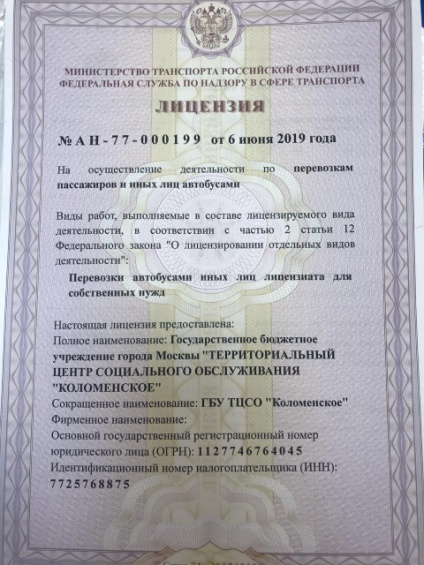 МИНИСТЕРСТВО ТРАНСПОРТА РОССИЙСКОЙ ФЕДЕРАЦИИ
ФЕДЕРАЛЬНАЯ СЛУЖБА ПО НАДЗОРУ В СФЕРЕ ТРАНСПОРТА
ЛИЦЕНЗИЯ
№ АН-77-000199 от 6 июня 2019 года
На осуществление деятельности по перевозкам
пассажиров и иных лиц автобусами
Виды работ, выполняемые в составе лицензируемого вида
деятельности, в соответствии с частью 2 статьи 12
Федерального закона "О лицензировании отдельных видов
деятельности":
Перевозки автобусами иных лиц лицензиата для
собственных нужд
Настоящая лицензия предоставлена:
Полное наименование: Государственное бюджетное
учреждение города Москвы "ТЕРРИТОРИАЛЬНЫЙ
ЦЕНТР СОЦИАЛЬНОГО ОБСЛУЖИВАНИЯ
"КОЛОМЕНСКОЕ"
Сокращенное наименование: ГБУ ТЦСО "Коломенское"
Фирменное наименование:
Основной государственный регистрационный номер
юридического лица (ОГРН): 1127746764045
Идентификационный номер налогоплательщика (ИНН):
7725768875